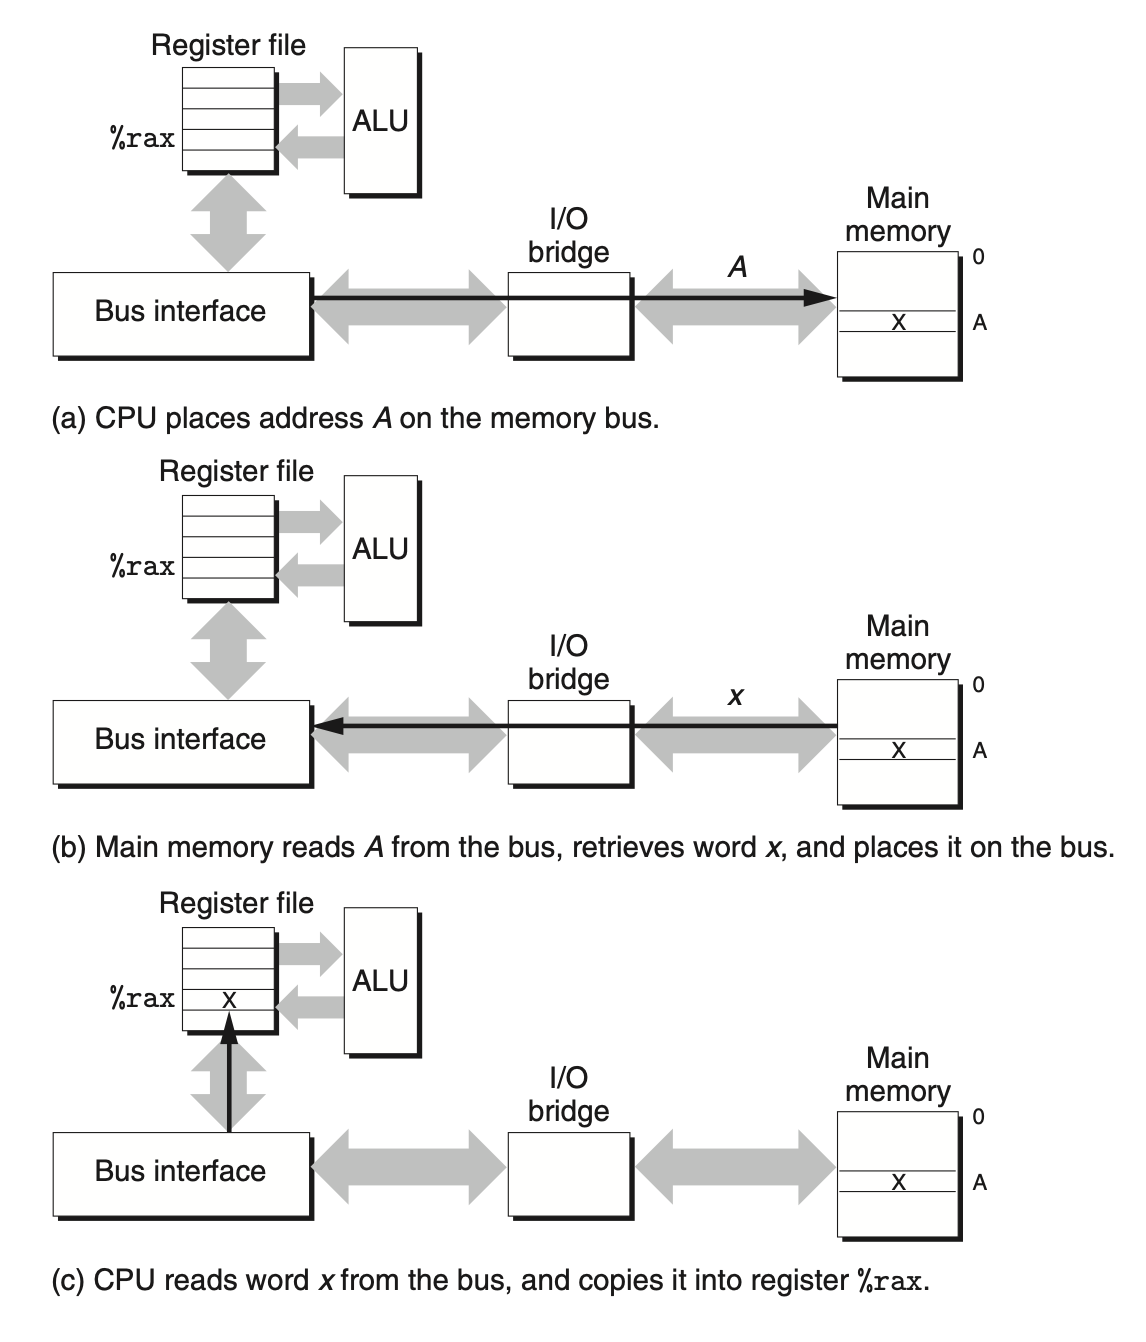 Register file
%rax
ALU
I/O
bridge
Main
memory
A
0
Bus interface
x
A
(a) CPU places address A on the memory bus.
Register file
%rax
ALU
I/O
bridge
Main
memory
x
0
Bus interface
x
A
(b) Main memory reads A from the bus, retrieves word x, and places it on the bus.
Register file
%rax
x
ALU
I/O
bridge
Main
memory
0
Bus interface
x
A
(c) CPU reads word x from the bus, and copies it into register %rax.